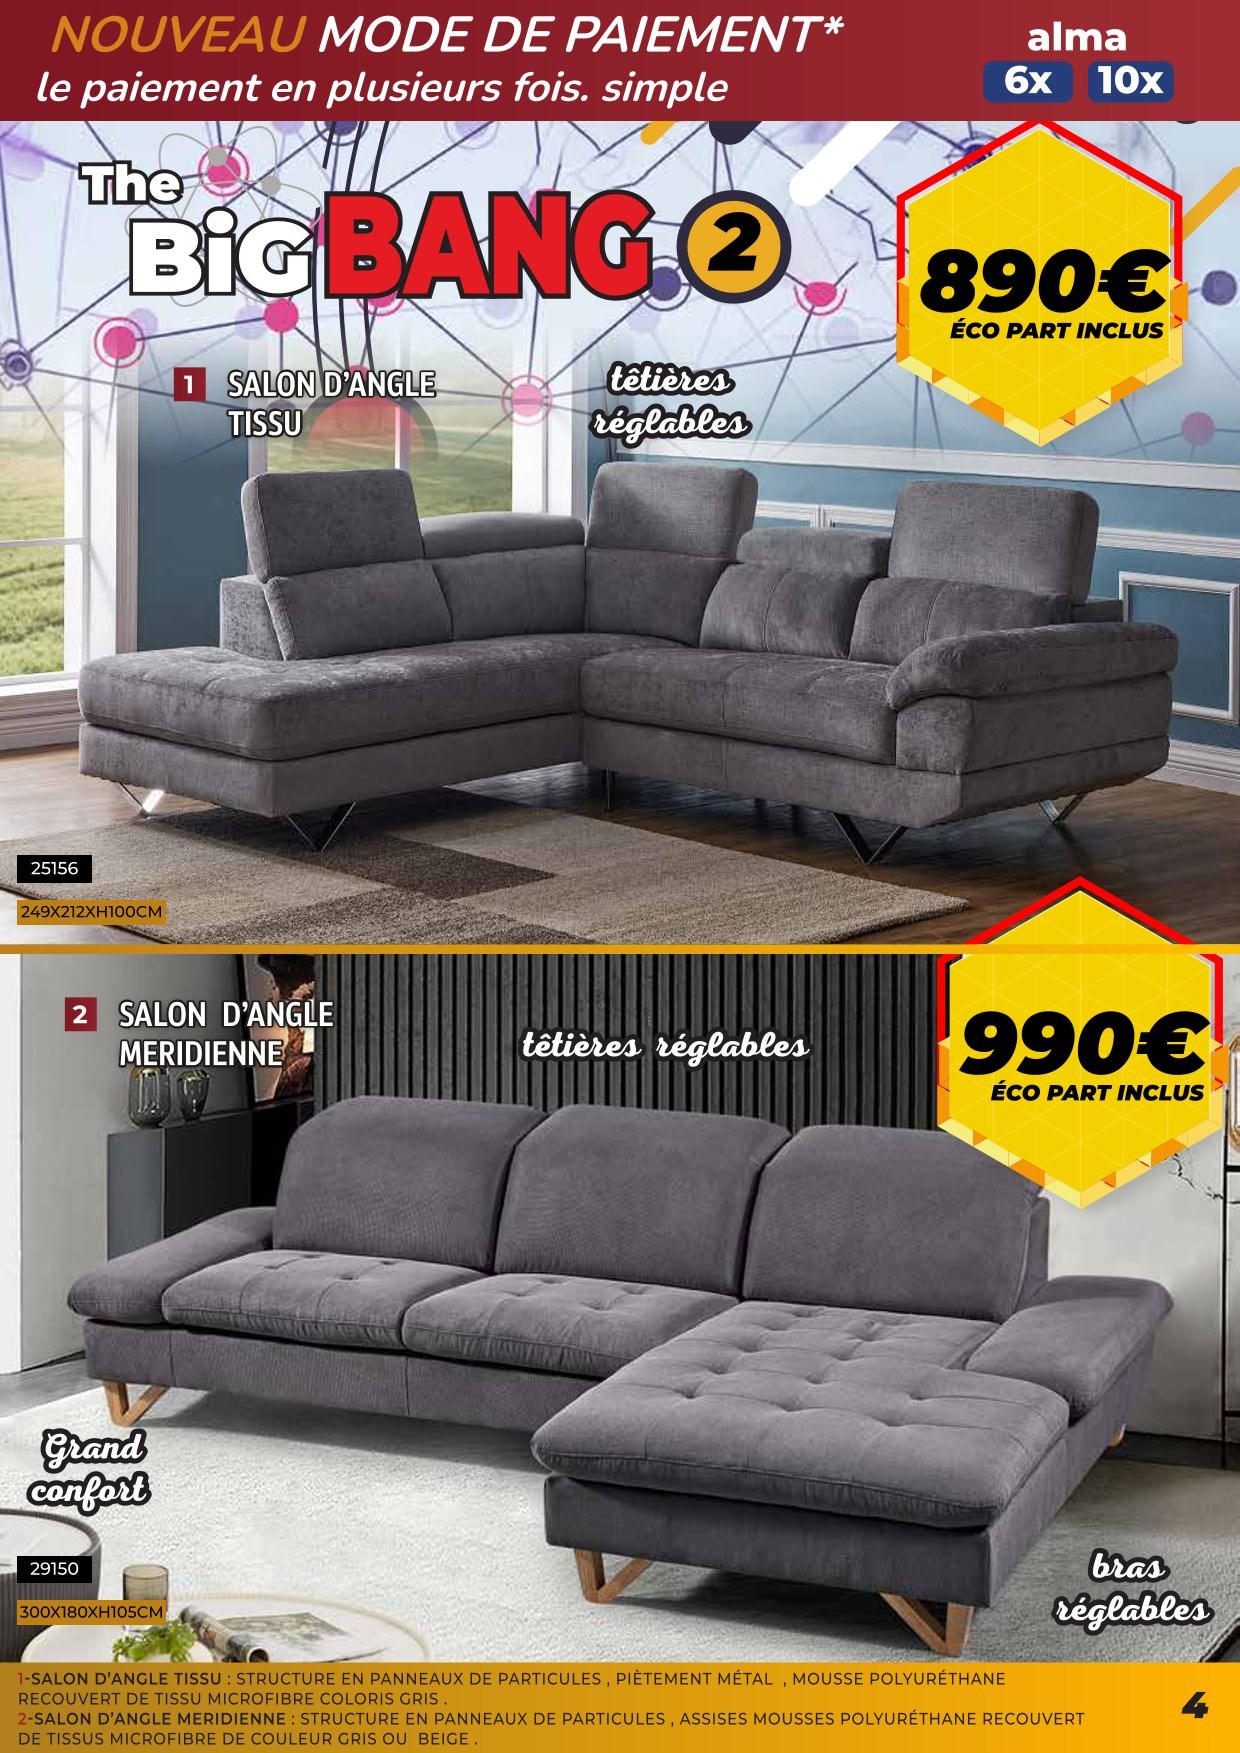 NOUVEAU MODE DE PAIEMENT*
le paiement en plusieurs fois. simple
alma
6x 10x
The
BiG BANG 2
890€
ÉCO PART INCLUS
1 SALON D'ANGLE
TISSU
têtières
réglables
25156
249X212XH100CM
2 SALON D'ANGLE
MERIDIENNE
têtières réglables
990€
ÉCO PART INCLUS
Grand
confort
29150
300X180XH105CM
bras
réglables
1-SALON D'ANGLE TISSU : STRUCTURE EN PANNEAUX DE PARTICULES , PIÈTEMENT MÉTAL , MOUSSE POLYURÉTHANE
RECOUVERT DE TISSU MICROFIBRE COLORIS GRIS .
2-SALON D'ANGLE MERIDIENNE : STRUCTURE EN PANNEAUX DE PARTICULES , ASSISES MOUSSES POLYURÉTHANE RECOUVERT
DE TISSUS MICROFIBRE DE COULEUR GRIS OU BEIGE .
4